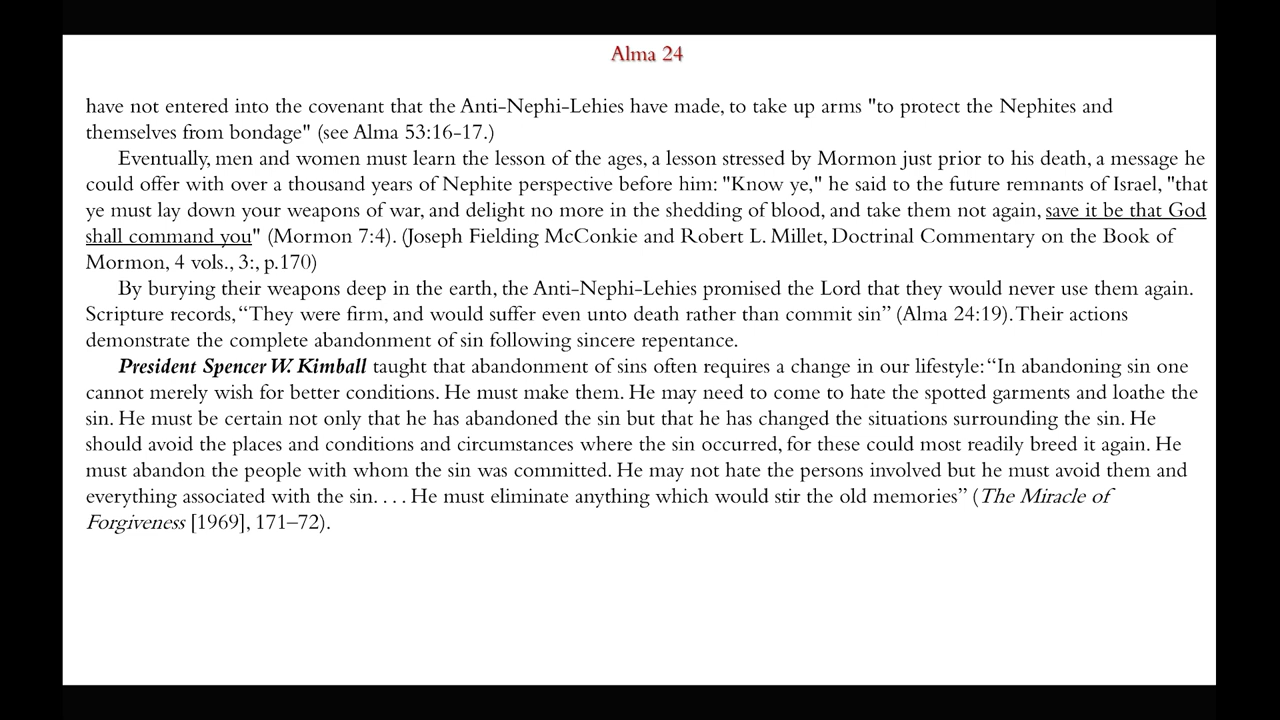 Alma 24
have not entered into the covenant that the Anti-Nephi-Lehies have made, to take up arms "to protect the Nephites and
themselves from bondage" (see Alma 53:16-17.)
Eventually, men and women must learn the lesson of the ages, a lesson stressed by Mormon just prior to his death, a message he
could offer with over a thousand years of Nephite perspective before him: "Know ye," he said to the future remnants of Israel, "that
ye must lay down your weapons of war, and delight no more in the shedding of blood, and take them not again, save it be that God
shall command you" (Mormon 7:4). (Joseph Fielding McConkie and Robert L. Millet, Doctrinal Commentary on the Book of
Mormon, 4 vols., 3:, p.170)
By burying their weapons deep in the earth, the Anti-Nephi-Lehies promised the Lord that they would never use them again.
Scripture records, “They were firm, and would suffer even unto death rather than commit sin” (Alma 24:19). Their actions
demonstrate the complete abandonment of sin following sincere repentance.
President Spencer W. Kimball taught that abandonment of sins often requires a change in our lifestyle: “In abandoning sin one
cannot merely wish for better conditions. He must make them. He may need to come to hate the spotted garments and loathe the
sin. He must be certain not only that he has abandoned the sin but that he has changed the situations surrounding the sin. He
should avoid the places and conditions and circumstances where the sin occurred, for these could most readily breed it again. He
must abandon the people with whom the sin was committed. He may not hate the persons involved but he must avoid them and
everything associated with the sin. . . . He must eliminate anything which would stir the old memories” (The Miracle of
Forgiveness [1969], 171–72).